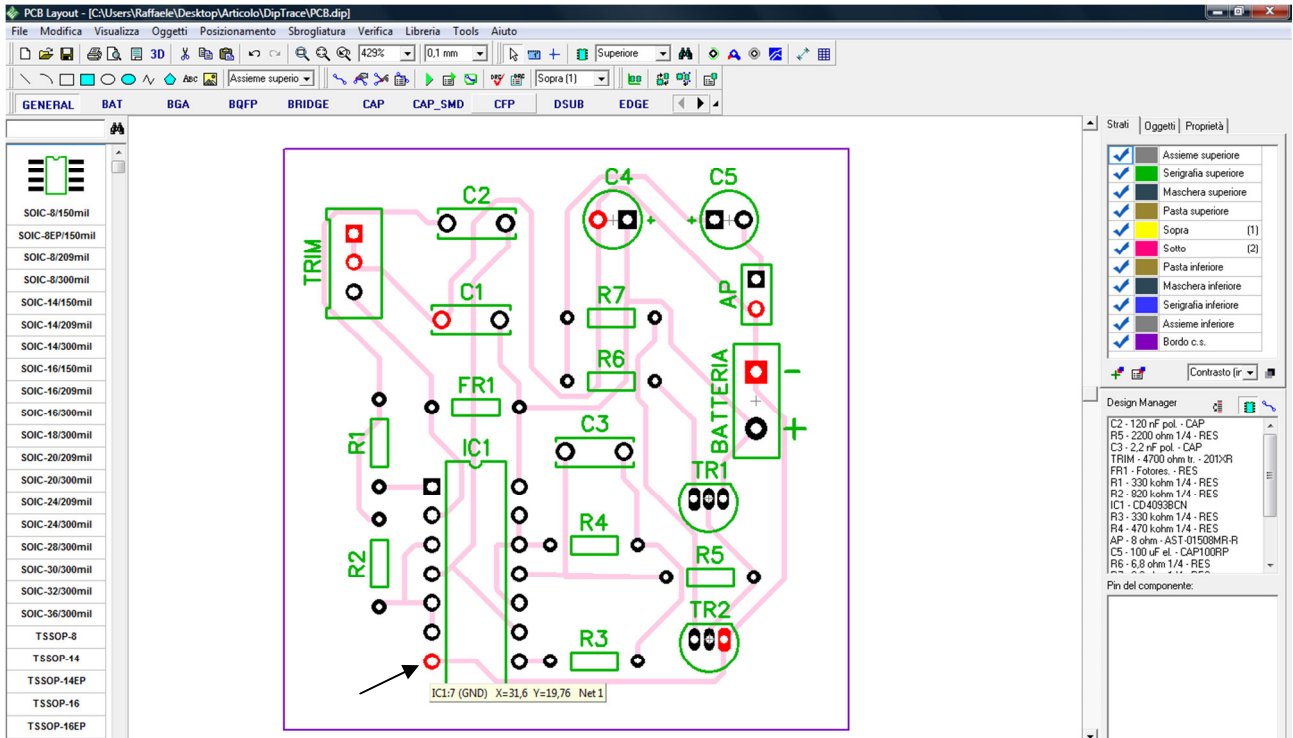 PCB Layout - [C:\Users\Raffaele\Desktop\Articolo\DipTrace\PCB.dip]
File Modifica Visualizza Oggetti Posizionamento Sbrogliatura Verifica Libreria Tools Aiuto
3D 429% 0,1 mm Superiore
Abc Assieme superio Sopra (1)
GENERAL BAT BGA BQFP BRIDGE CAP CAP_SMD CFP DSUB EDGE
SOIC-8/150mil
SOIC-8EP/150mil
SOIC-8/209mil
SOIC-8/300mil
SOIC-14/150mil
SOIC-14/209mil
SOIC-14/300mil
SOIC-16/150mil
SOIC-16/209mil
SOIC-16/300mil
SOIC-18/300mil
SOIC-20/209mil
SOIC-20/300mil
SOIC-24/209mil
SOIC-24/300mil
SOIC-28/300mil
SOIC-30/300mil
SOIC-32/300mil
SOIC-36/300mil
TSSOP-8
TSSOP-14
TSSOP-14EP
TSSOP-16
TSSOP-16EP
C4 C5
C2
+ +
TRIM
C1
R7
AP
R6
FR1
BATTERIA
-
+
C3
R1
IC1
TR1
R4
R2
R5
TR2
R3
IC1:7 (GND) X=31,6 Y=19,76 Net 1
Strati Oggetti Proprietà
Assieme superiore
Serigrafia superiore
Maschera superiore
Pasta superiore
Sopra (1)
Sotto (2)
Pasta inferiore
Maschera inferiore
Serigrafia inferiore
Assieme inferiore
Bordo c.s.
Contrasto (ir
Design Manager
C2 - 120 nF pol. - CAP
R5 - 2200 ohm 1/4 - RES
C3 - 2,2 nF pol. - CAP
TRIM - 4700 ohm tr. - 201XR
FR1 - Fotores. - RES
R1 - 330 kohm 1/4 - RES
R2 - 820 kohm 1/4 - RES
IC1 - CD4093BCN
R3 - 330 kohm 1/4 - RES
R4 - 470 kohm 1/4 - RES
AP - 8 ohm - AST-01508MR-R
C5 - 100 uF el. - CAP100RP
R6 - 6,8 ohm 1/4 - RES
Pin del componente: